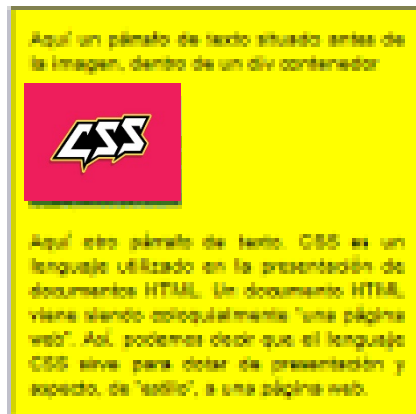 Aquí un párrafo de texto situado antes de
la imagen, dentro de un div contenedor
CSS
Aquí otro párrafo de texto. CSS es un
lenguaje utilizado en la presentación de
documentos HTML. Un documento HTML
viene siendo coloquialmente "una página
web". Así, podemos decir que el lenguaje
CSS sirve para dotar de presentación y
aspecto, de "estilo", a una página web.